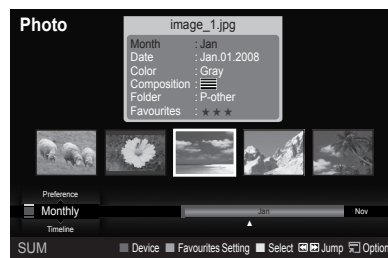 Photo
image_1.jpg
Month : Jan
Date : Jan.01.2008
Color : Gray
Composition :
Folder : P-other
Favourites : ★ ★ ★
Preference
Monthly
Jan
Nov
Timeline
SUM
Device
Favourites Setting
Select
Jump
Option